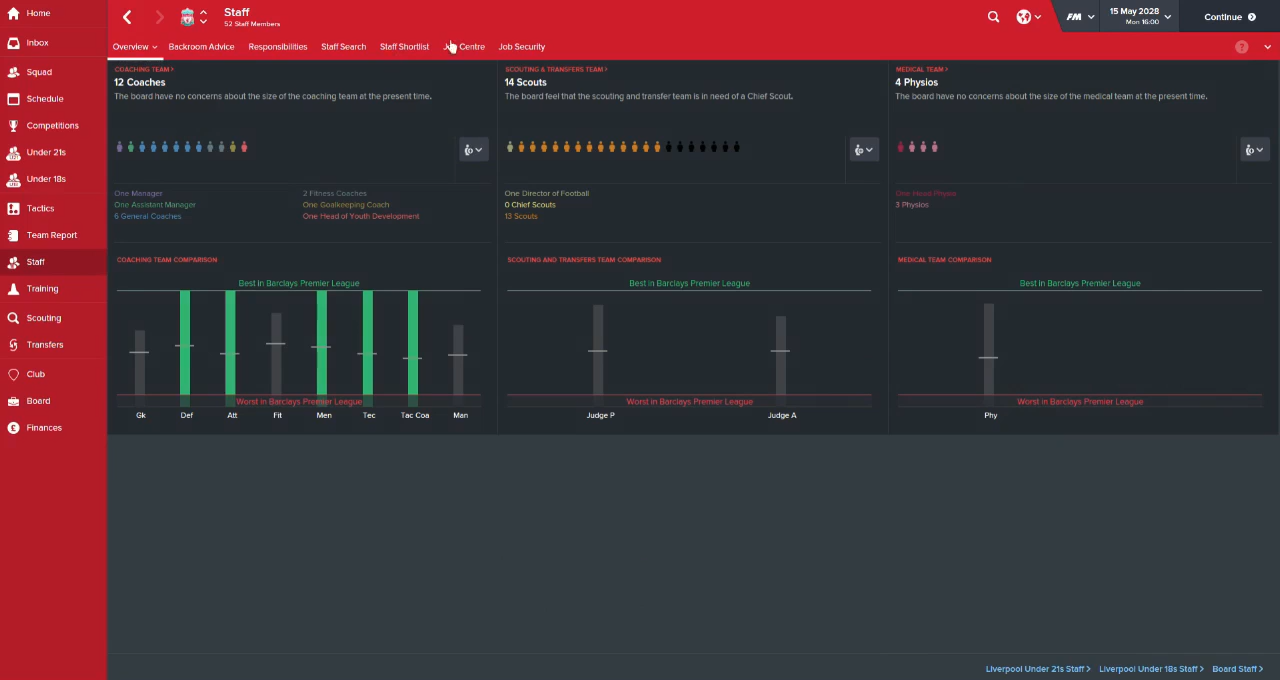 Home
Inbox
Squad
Schedule
Competitions
Under 21s
Under 18s
Tactics
Team Report
Staff
Training
Scouting
Transfers
Club
Board
Finances
Staff
52 Staff Members
FM
15 May 2028
Mon 16:00
Continue
Overview
Backroom Advice
Responsibilities
Staff Search
Staff Shortlist
Centre
Job Security
?
COACHING TEAM >
12 Coaches
The board have no concerns about the size of the coaching team at the present time.
One Manager
One Assistant Manager
6 General Coaches
2 Fitness Coaches
One Goalkeeping Coach
One Head of Youth Development
COACHING TEAM COMPARISON
Best in Barclays Premier League
Worst in Barclays Premier League
Gk Def Att Fit Men Tec Tac Coa Man
SCOUTING & TRANSFERS TEAM >
14 Scouts
The board feel that the scouting and transfer team is in need of a Chief Scout.
One Director of Football
0 Chief Scouts
13 Scouts
SCOUTING AND TRANSFERS TEAM COMPARISON
Best in Barclays Premier League
Worst in Barclays Premier League
Judge P Judge A
MEDICAL TEAM >
4 Physios
The board have no concerns about the size of the medical team at the present time.
One Head Physio
3 Physios
MEDICAL TEAM COMPARISON
Best in Barclays Premier League
Worst in Barclays Premier League
Phy
Liverpool Under 21s Staff > Liverpool Under 18s Staff > Board Staff >